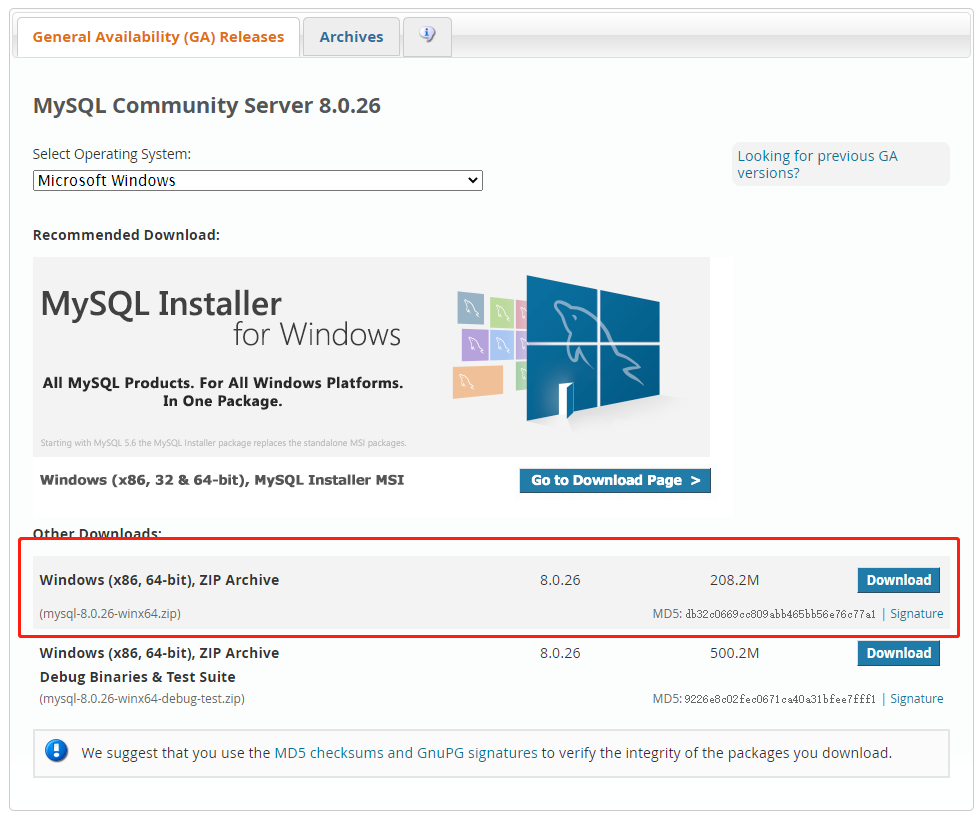 General Availability (GA) Releases
Archives
MySQL Community Server 8.0.26
Select Operating System:
Looking for previous GA
versions?
Microsoft Windows
Recommended Download:
MySQL Installer
for Windows
All MySQL Products. For All Windows Platforms.
In One Package.
Starting with MySQL 5.6 the MySQL Installer package replaces the standalone MSI packages.
Windows (x86, 32 & 64-bit), MySQL Installer MSI
Go to Download Page >
Other Downloads:
Windows (x86, 64-bit), ZIP Archive 8.0.26 208.2M Download
(mysql-8.0.26-winx64.zip) MD5: db32c0669cc809abb465bb56e76c77a1 | Signature
Windows (x86, 64-bit), ZIP Archive 8.0.26 500.2M Download
Debug Binaries & Test Suite
(mysql-8.0.26-winx64-debug-test.zip) MD5: 9226e8c02fec0671ca40a31bfee7fff1 | Signature
We suggest that you use the MD5 checksums and GnuPG signatures to verify the integrity of the packages you download.